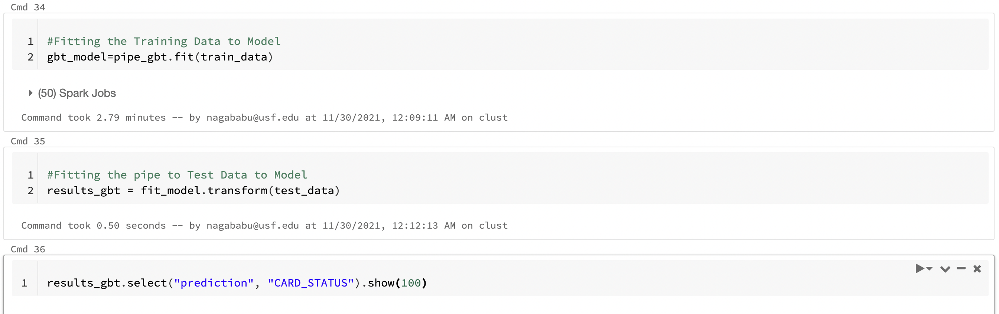 Cmd 34
1 #Fitting the Training Data to Model
2 gbt_model=pipe_gbt.fit(train_data)
(50) Spark Jobs
Command took 2.79 minutes -- by nagababu@usf.edu at 11/30/2021, 12:09:11 AM on clust
Cmd 35
1 #Fitting the pipe to Test Data to Model
2 results_gbt = fit_model.transform(test_data)
Command took 0.50 seconds -- by nagababu@usf.edu at 11/30/2021, 12:12:13 AM on clust
Cmd 36
1 results_gbt.select("prediction", "CARD_STATUS").show(100)